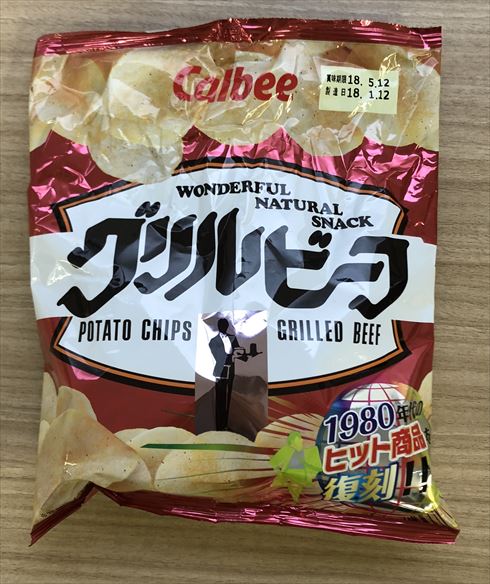 Calbee
賞味期限18. 5.12
製造日18. 1.12
WONDERFUL
NATURAL
SNACK
グリルビーフ
POTATO CHIPS GRILLED BEEF
1980年代の
ヒット商品を
復刻!!